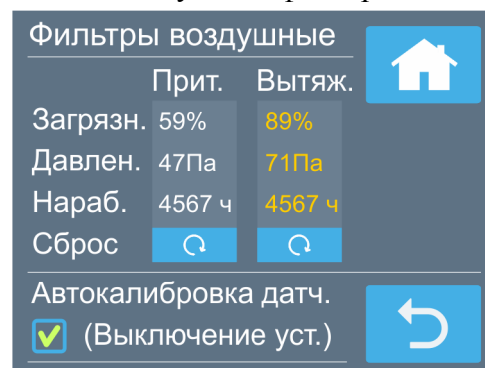 Фильтры воздушные
Прит. Вытяж.
Загрязн. 59% 89%
Давлен. 47Па 71Па
Нараб. 4567 ч 4567 ч
Сброс
Автокалибровка датч.
(Выключение уст.)